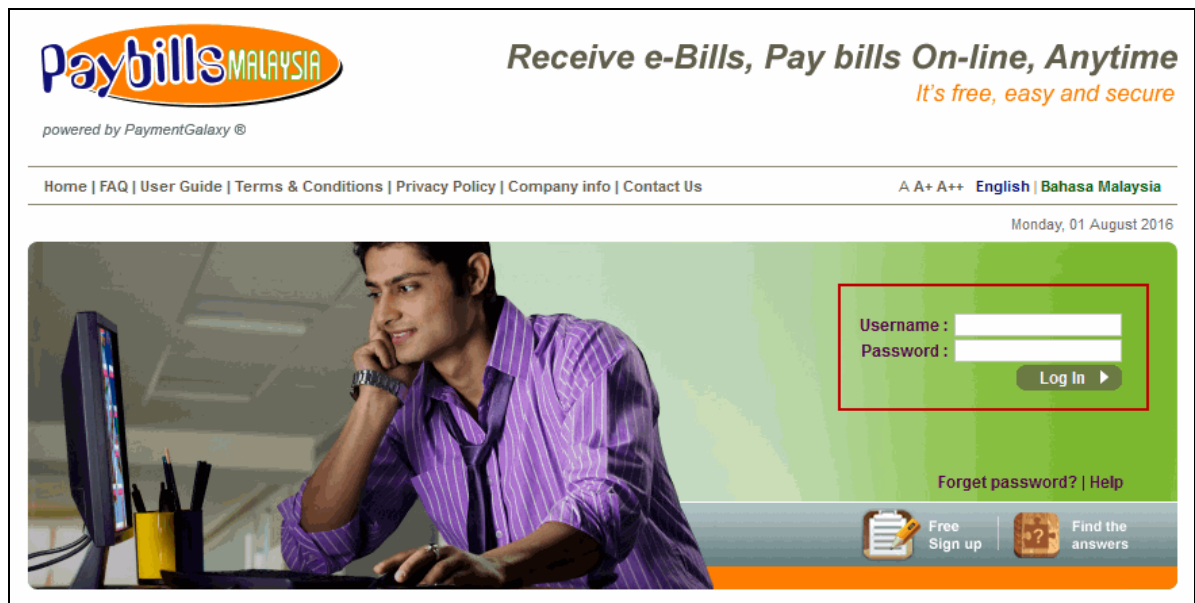 Paybills MALAYSIA
Receive e-Bills, Pay bills On-line, Anytime
It's free, easy and secure
powered by PaymentGalaxy ®
Home | FAQ | User Guide | Terms & Conditions | Privacy Policy | Company info | Contact Us
A A+ A++ English | Bahasa Malaysia
Monday, 01 August 2016
Username :
Password :
Log In
Forget password? | Help
Free
Sign up
Find the
answers